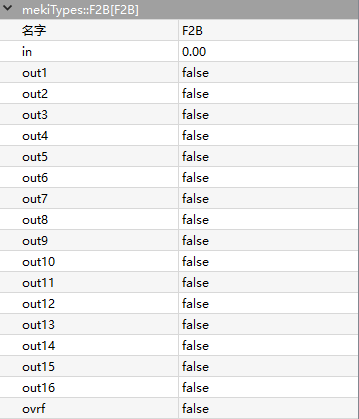 mekiTypes::F2B[F2B]
名字 F2B
in 0.00
out1 false
out2 false
out3 false
out4 false
out5 false
out6 false
out7 false
out8 false
out9 false
out10 false
out11 false
out12 false
out13 false
out14 false
out15 false
out16 false
ovrf false